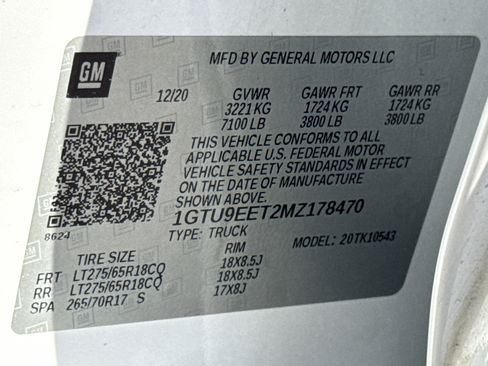 GM
MFD BY GENERAL MOTORS LLC
12/20 GVWR GAWR FRT GAWR RR
3221 KG 1724 KG 1724 KG
7100 LB 3800 LB 3800 LB
THIS VEHICLE CONFORMS TO ALL
APPLICABLE U.S. FEDERAL MOTOR
VEHICLE SAFETY STANDARDS IN EFFECT
ON THE DATE OF MANUFACTURE
SHOWN ABOVE.
8624
1GTU9EET2MZ178470
TYPE: TRUCK MODEL: 20TK10543
TIRE SIZE RIM
FRT LT275/65R18CQ 18X8.5J
RR LT275/65R18CQ 18X8.5J
SPA 265/70R17 S 17X8J